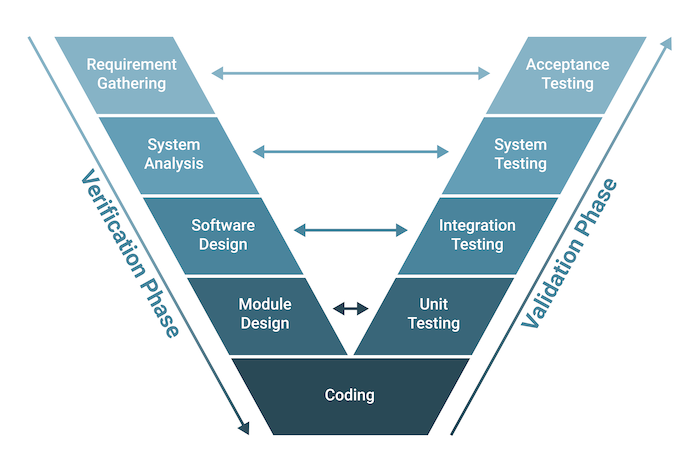 Requirement
Gathering
Acceptance
Testing
System
Analysis
System
Testing
Software
Design
Integration
Testing
Module
Design
Unit
Testing
Coding
Verification Phase
Validation Phase